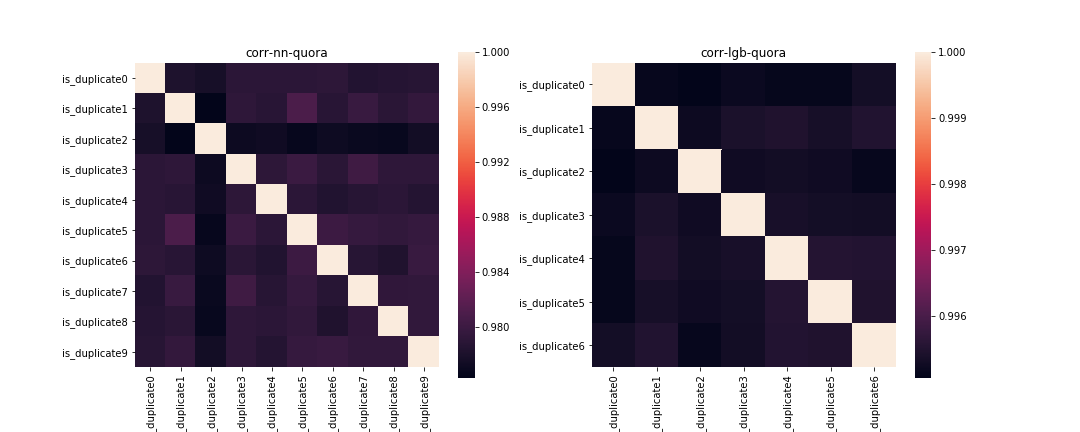 corr-nn-quora
is_duplicate0
is_duplicate1
is_duplicate2
is_duplicate3
is_duplicate4
is_duplicate5
is_duplicate6
is_duplicate7
is_duplicate8
is_duplicate9
_duplicate0
_duplicate1
_duplicate2
_duplicate3
_duplicate4
_duplicate5
_duplicate6
_duplicate7
_duplicate8
_duplicate9
1.000
0.996
0.992
0.988
0.984
0.980
corr-lgb-quora
is_duplicate0
is_duplicate1
is_duplicate2
is_duplicate3
is_duplicate4
is_duplicate5
is_duplicate6
_duplicate0
_duplicate1
_duplicate2
_duplicate3
_duplicate4
_duplicate5
_duplicate6
1.000
0.999
0.998
0.997
0.996